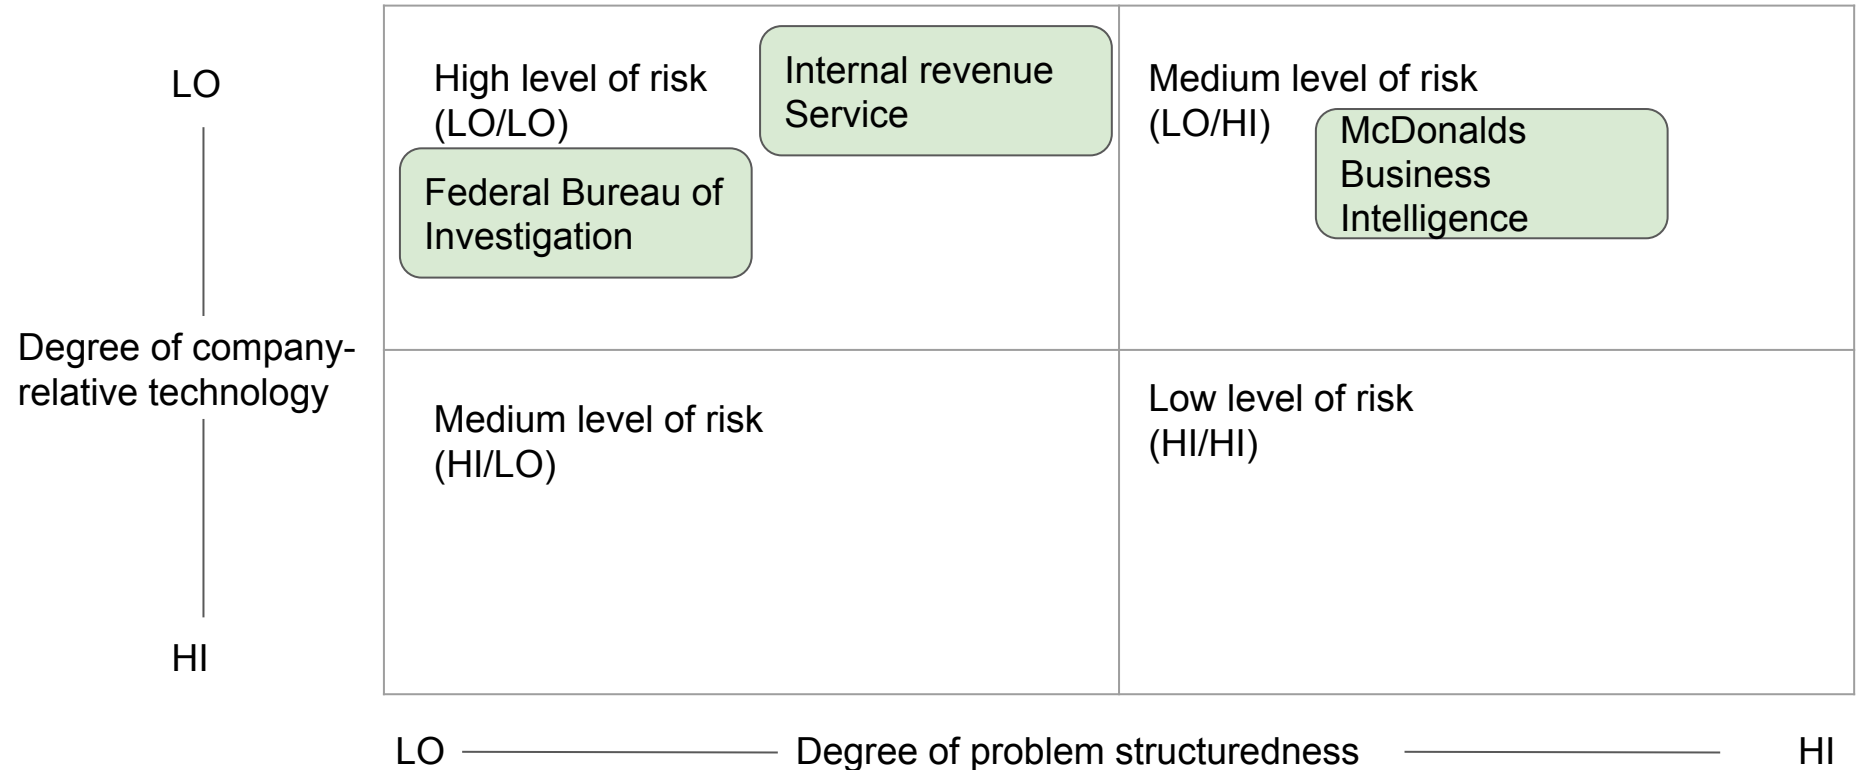 LO
High level of risk
(LO/LO)
Internal revenue
Service
Federal Bureau of
Investigation
Medium level of risk
(LO/HI)
McDonalds
Business
Intelligence
Degree of company-
relative technology
Medium level of risk
(HI/LO)
Low level of risk
(HI/HI)
HI
LO
Degree of problem structuredness
HI